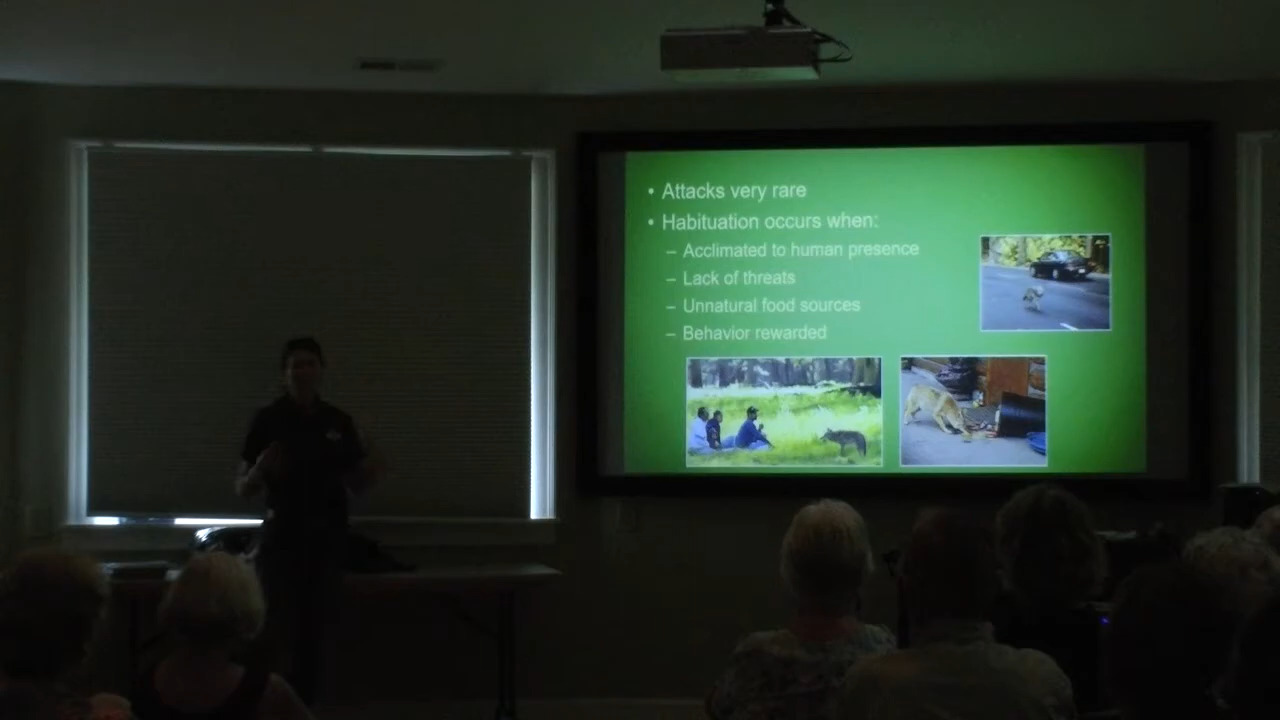 • Attacks very rare
• Habituation occurs when:
– Acclimated to human presence
– Lack of threats
– Unnatural food sources
– Behavior rewarded